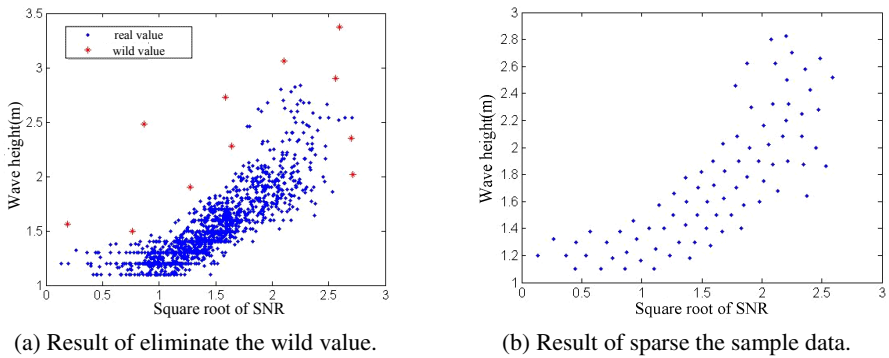 3.5
3
2.5
2
1.5
1
0 0.5 1 1.5 2 2.5 3
Wave height(m)
Square root of SNR
real value
wild value
(a) Result of eliminate the wild value.
3
2.8
2.6
2.4
2.2
2
1.8
1.6
1.4
1.2
1
0 0.5 1 1.5 2 2.5 3
Wave height(m)
Square root of SNR
(b) Result of sparse the sample data.